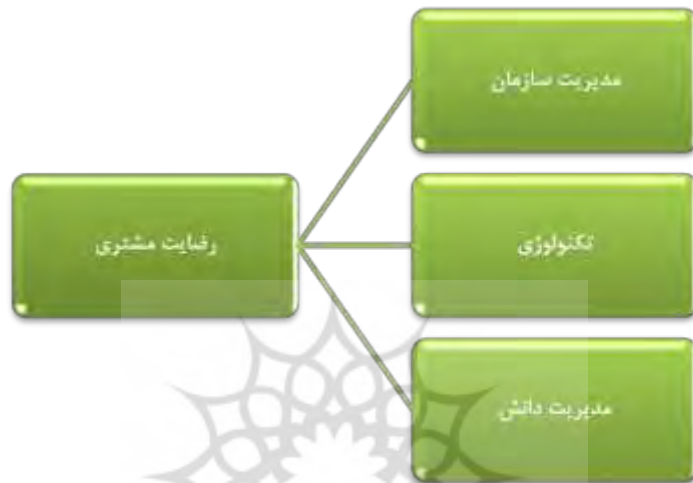 مدیریت سازمان
رضایت مشتری
تکنولوژی
مدیریت دانش